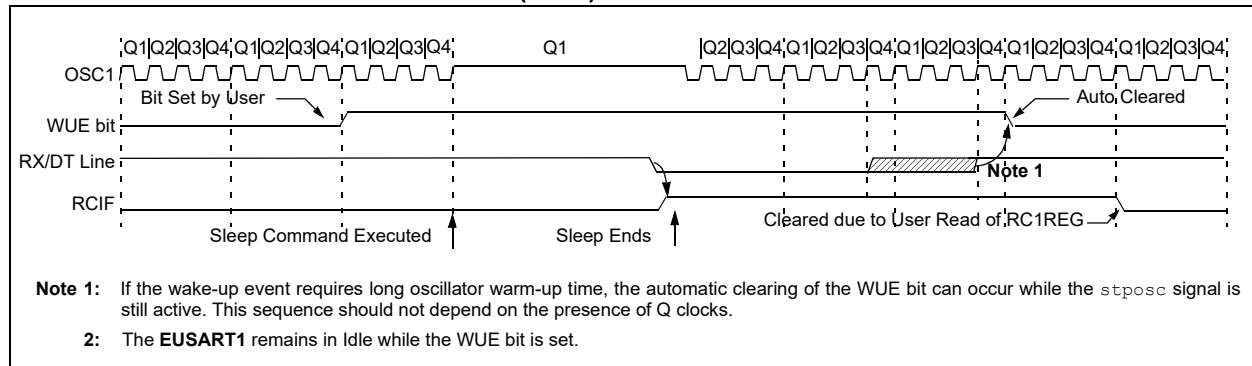 Q1|Q2|Q3|Q4|Q1|Q2|Q3|Q4|Q1|Q2|Q3|Q4 Q1 Q2|Q3|Q4|Q1|Q2|Q3|Q4|Q1|Q2|Q3|Q4|Q1|Q2|Q3|Q4|Q1|Q2|Q3|Q4
OSC1
Bit Set by User Auto Cleared
WUE bit
RX/DT Line
Note 1
RCIF
Cleared due to User Read of RC1REG
Sleep Command Executed Sleep Ends
Note 1: If the wake-up event requires long oscillator warm-up time, the automatic clearing of the WUE bit can occur while the stposc signal is
still active. This sequence should not depend on the presence of Q clocks.
2: The EUSART1 remains in Idle while the WUE bit is set.